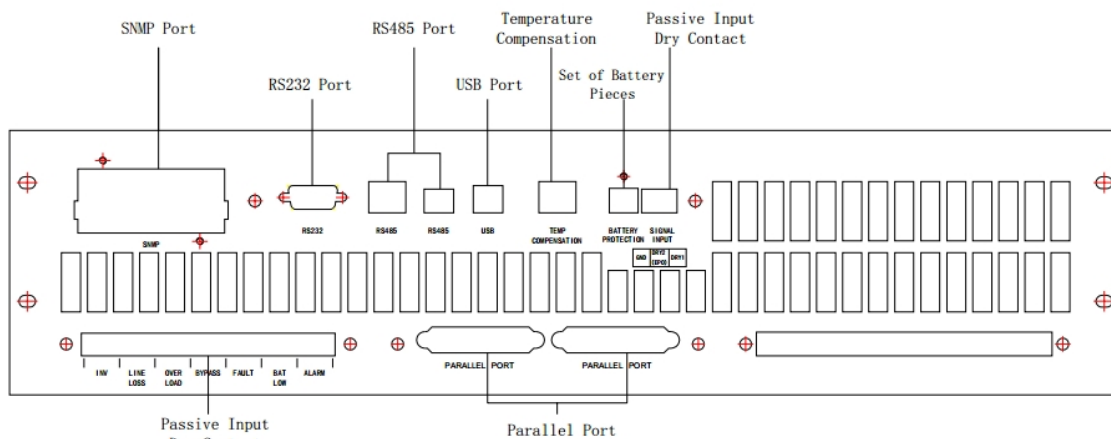 SNMP Port
RS485 Port
Temperature
Compensation
Passive Input
Dry Contact
RS232 Port
USB Port
Set of Battery
Pieces
SNMP
RS232
RS485
RS485
USB
TEMP
COMPENSATION
BATTERY
PROTECTION
SIGNAL
INPUT
GND
DRY2
(EPO)
DRY1
INV
LINE
LOSS
OVER
LOAD
BYPASS
FAULT
BAT
LOW
ALARM
PARALLEL PORT
PARALLEL PORT
Passive Input
Parallel Port